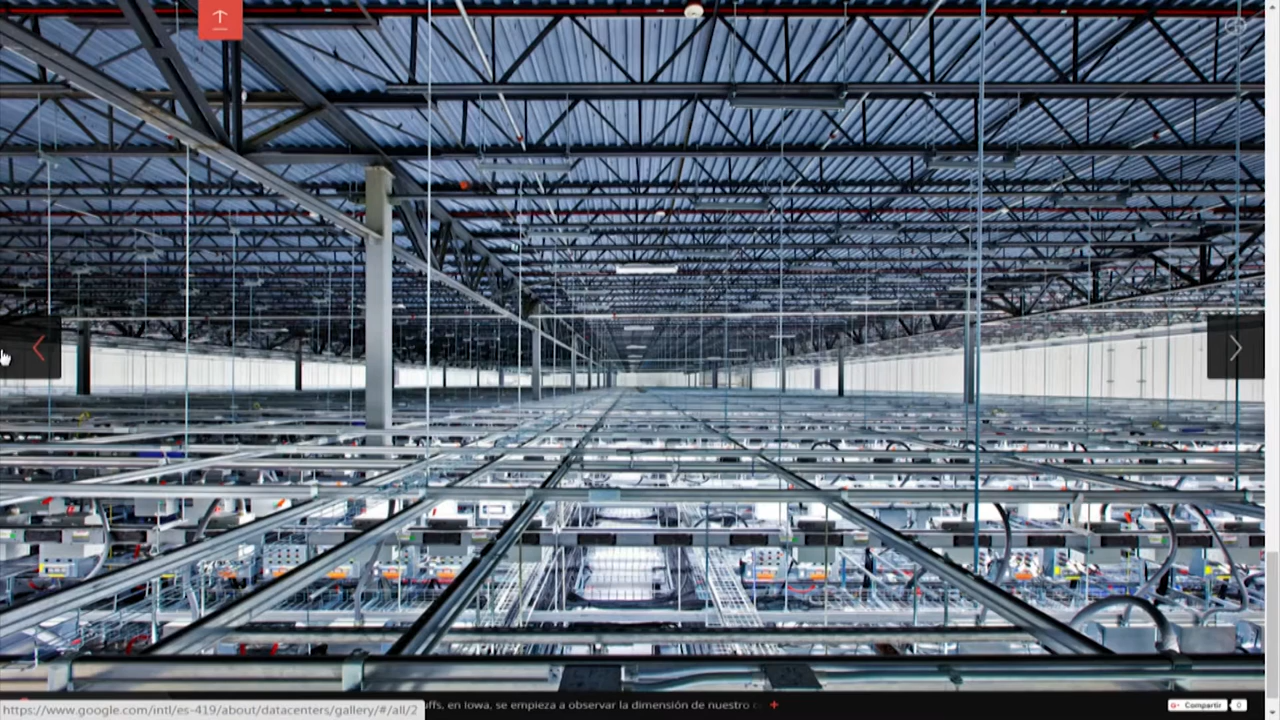 https://www.google.com/intl/es-419/about/datacenters/gallery/#/all/2
uffs, en Iowa, se empieza a observar la dimensión de nuestro
G+ Compartir 0